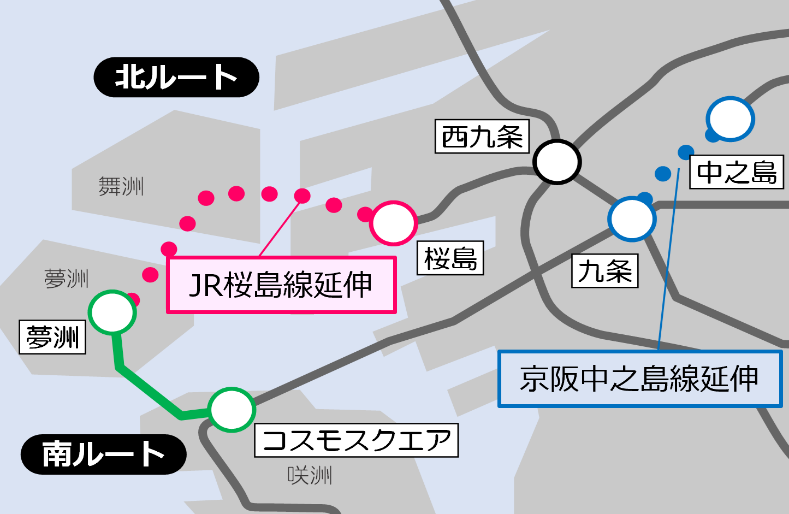 北ルート
西九条
中之島
舞洲
桜島
九条
夢洲
JR桜島線延伸
夢洲
京阪中之島線延伸
コスモスクエア
南ルート
咲洲